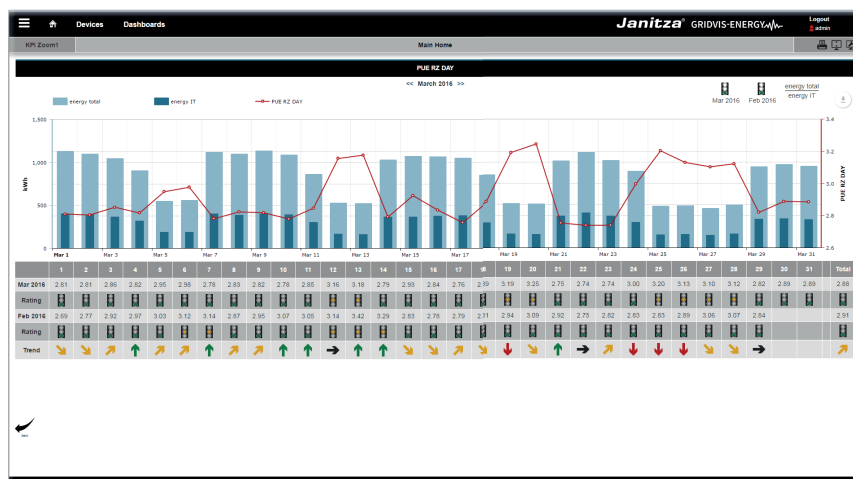 Devices Dashboards Janitza® GRIDVIS-ENERGY Logout
admin
KPI Zoom1 Main Home
PUE RZ DAY
<< March 2016 >>
energy total energy IT PUE RZ DAY Mar 2016 Feb 2016 energy total
energy IT
1,500 3.4
1,000 3.2
kWh 3.0 PUE RZ DAY
500 2.8
0 2.6
Mar 1 Mar 3 Mar 5 Mar 7 Mar 9 Mar 11 Mar 13 Mar 15 Mar 17 Mar 19 Mar 21 Mar 23 Mar 25 Mar 27 Mar 29 Mar 31
1 2 3 4 5 6 7 8 9 10 11 12 13 14 15 16 17 19 20 21 22 23 24 25 26 27 28 29 30 31 Total
Mar 2016 2.81 2.81 2.86 2.82 2.95 2.98 2.78 2.83 2.82 2.78 2.85 3.16 3.18 2.79 2.93 2.84 2.76 3.19 3.25 2.75 2.74 2.74 3.00 3.20 3.13 3.10 3.12 2.82 2.89 2.89 2.88
Rating
Feb 2016 2.69 2.77 2.92 2.97 3.03 3.12 3.14 2.87 2.95 3.07 3.05 3.14 3.42 3.29 2.83 2.78 2.79 2.94 3.09 2.92 2.75 2.82 2.83 2.83 2.89 3.06 3.07 2.84 2.91
Rating
Trend